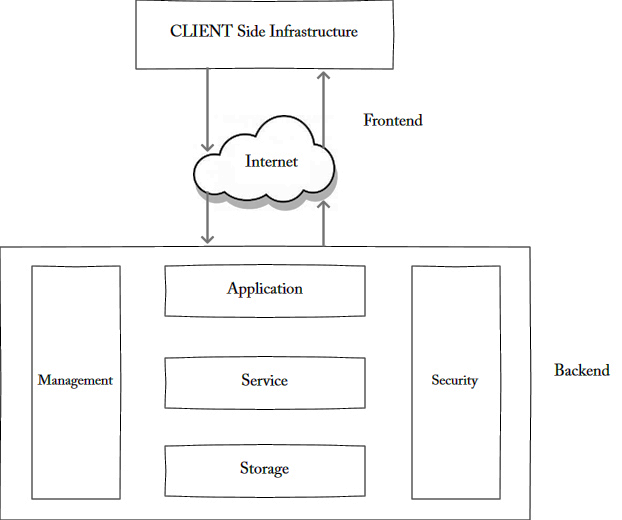 CLIENT Side Infrastructure
Frontend
Internet
Application
Management
Service
Security
Backend
Storage